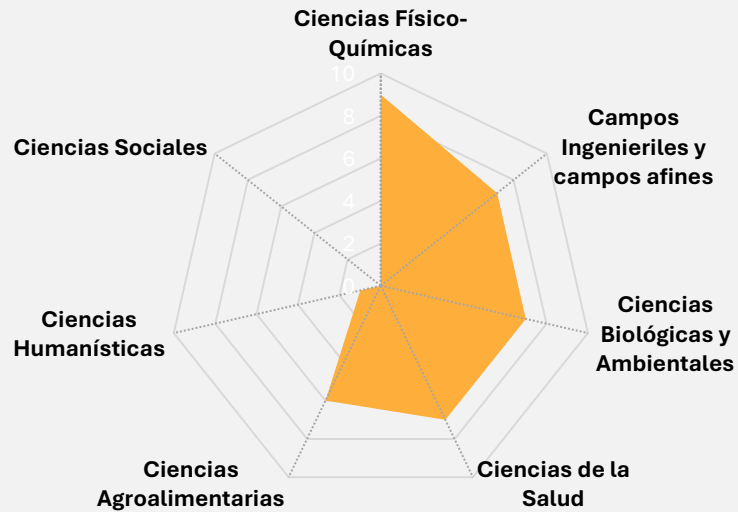 Ciencias Físico-
Químicas
10
8
6
4
2
0
Campos
Ingenieriles y
campos afines
Ciencias
Biológicas y
Ambientales
Ciencias de la
Salud
Ciencias
Agroalimentarias
Ciencias
Humanísticas
Ciencias Sociales